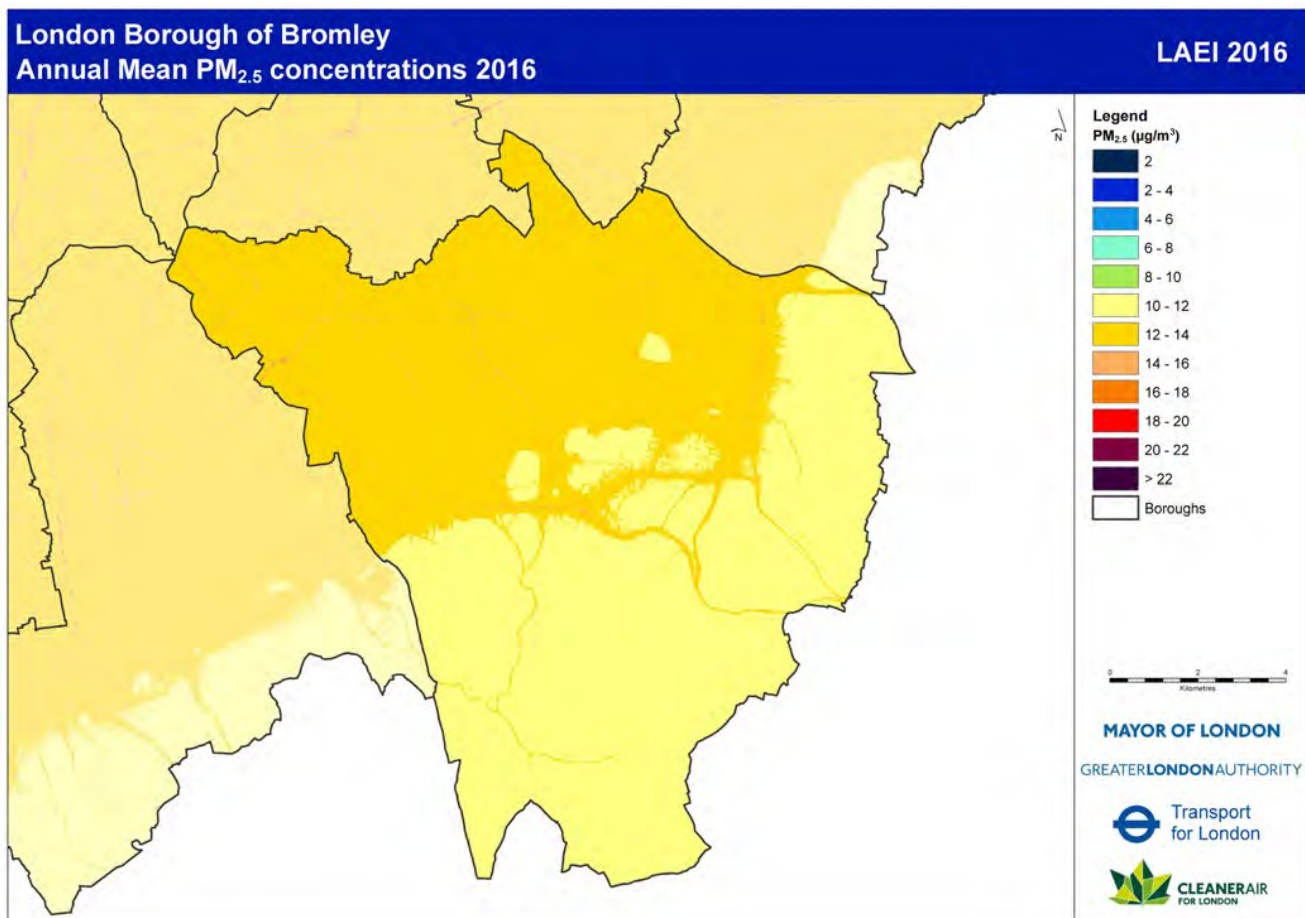 London Borough of Bromley
Annual Mean PM2.5 concentrations 2016
LAEI 2016
N
Legend
PM2.5 (µg/m³)
2
2 - 4
4 - 6
6 - 8
8 - 10
10 - 12
12 - 14
14 - 16
16 - 18
18 - 20
20 - 22
> 22
Boroughs
0 2 4
Kilometres
MAYOR OF LONDON
GREATERLONDONAUTHORITY
Transport
for London
CLEANERAIR
FOR LONDON